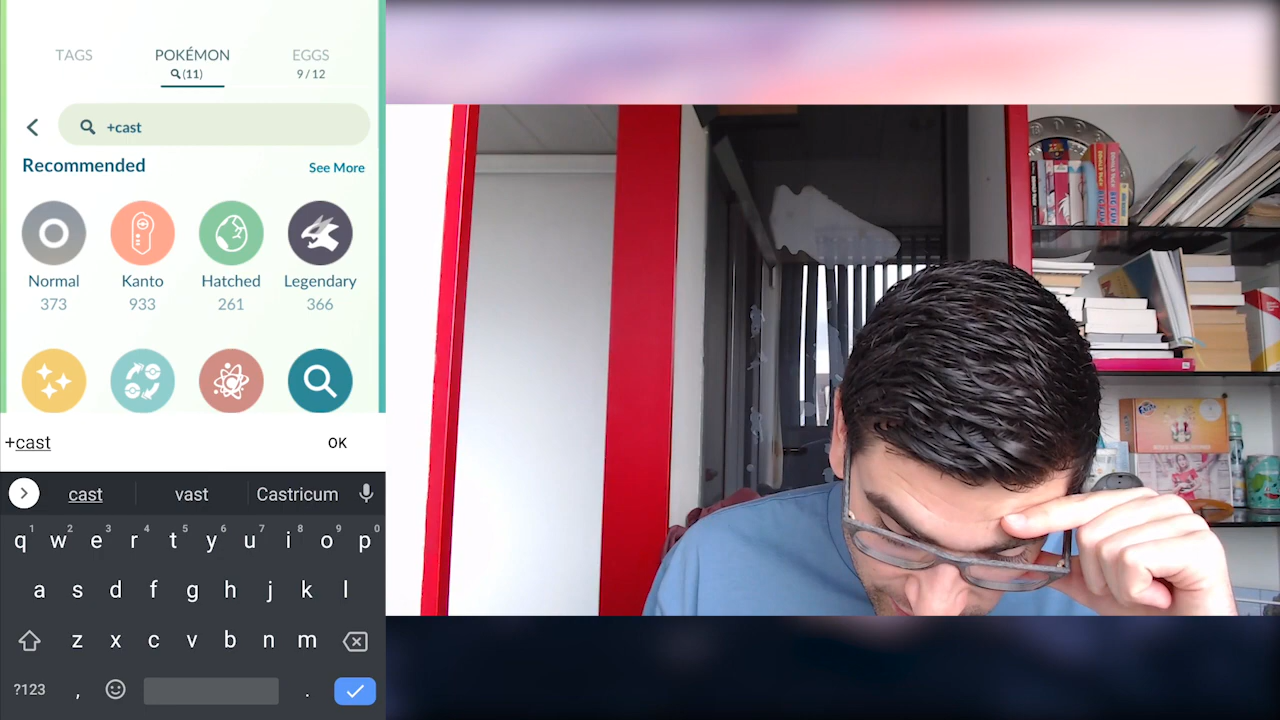 TAGS POKÉMON EGGS
(11) 9 / 12
+cast
Recommended See More
Normal Kanto Hatched Legendary
373 933 261 366
+cast OK
cast vast Castricum
1 2 3 4 5 6 7 8 9 0
q w e r t y u i o p
a s d f g h j k l
z x c v b n m
?123 , .